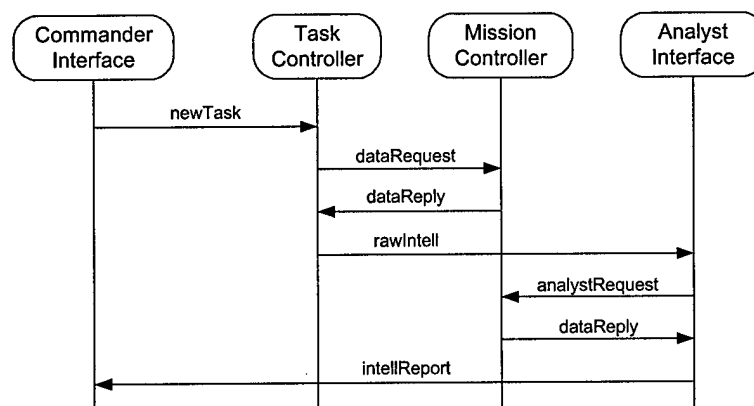 Commander
Interface
Task
Controller
Mission
Controller
Analyst
Interface
newTask
dataRequest
dataReply
rawIntell
analystRequest
dataReply
intellReport